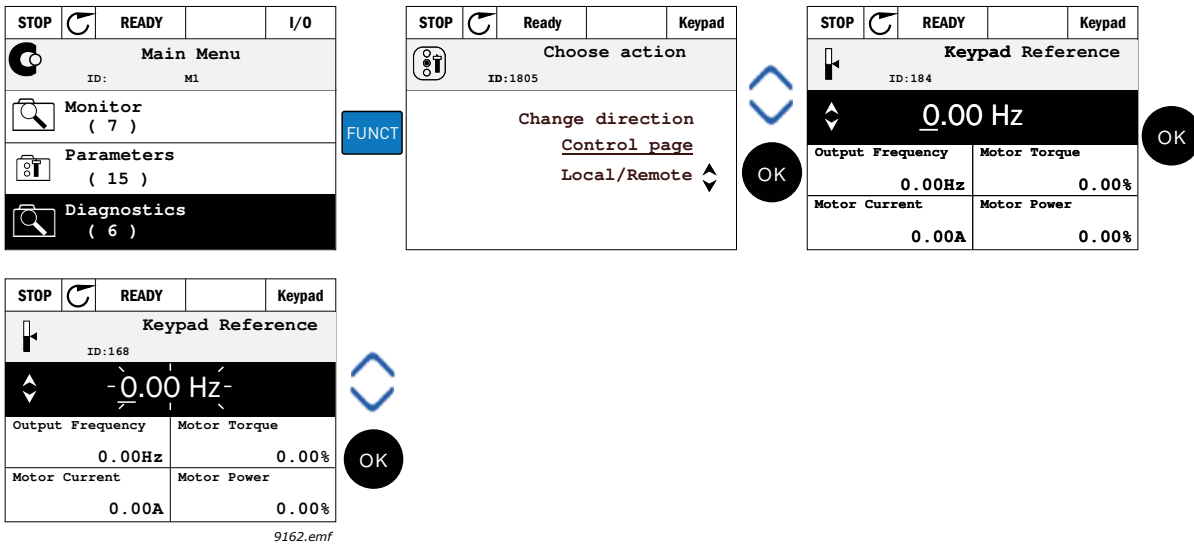 STOP READY I/O
Main Menu
ID: M1
Monitor
( 7 )
Parameters
( 15 )
Diagnostics
( 6 )
FUNCT
STOP Ready Keypad
Choose action
ID:1805
Change direction
Control page
Local/Remote
OK
STOP READY Keypad
Keypad Reference
ID:184
0.00 Hz
Output Frequency Motor Torque
0.00Hz 0.00%
Motor Current Motor Power
0.00A 0.00%
OK
STOP READY Keypad
Keypad Reference
ID:168
0.00 Hz
Output Frequency Motor Torque
0.00Hz 0.00%
Motor Current Motor Power
0.00A 0.00%
OK
9162.emf